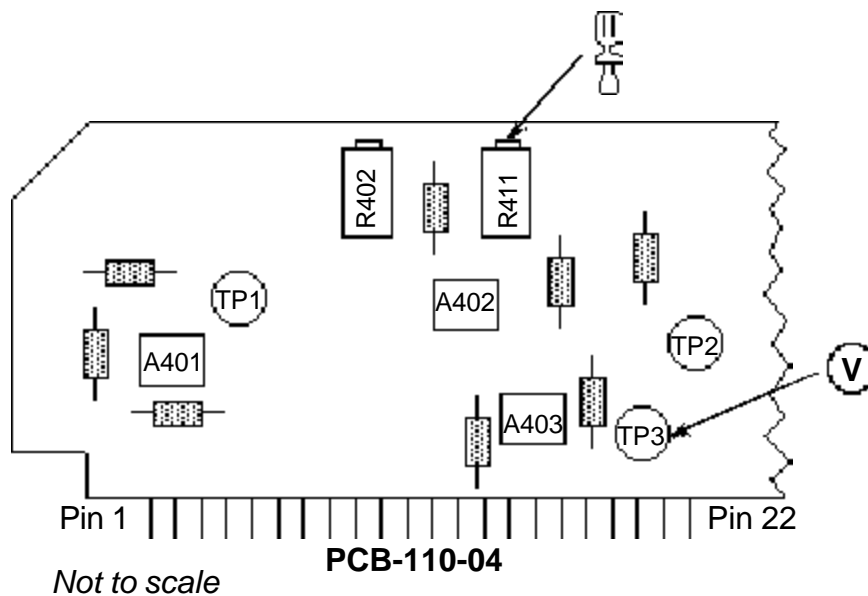 R402
R411
TP1
A402
A401
TP2
V
A403
TP3
Pin 1
Pin 22
PCB-110-04
Not to scale